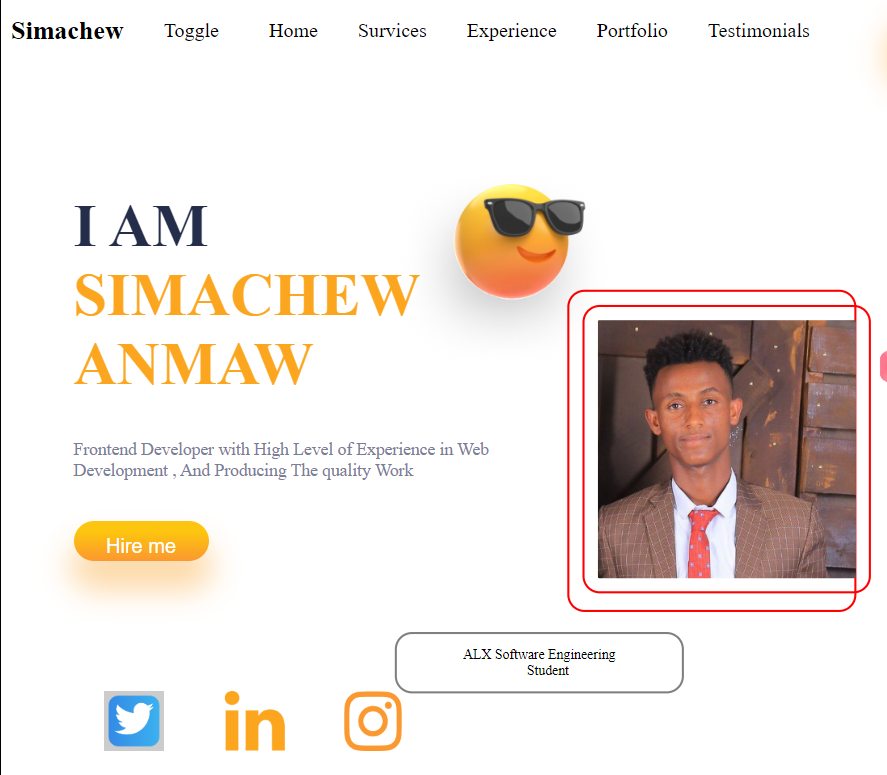 Simachew Toggle Home Survices Experience Portfolio Testimonials
I AM
SIMACHEW
ANMAW
Frontend Developer with High Level of Experience in Web
Development , And Producing The quality Work
Hire me
ALX Software Engineering
Student
in